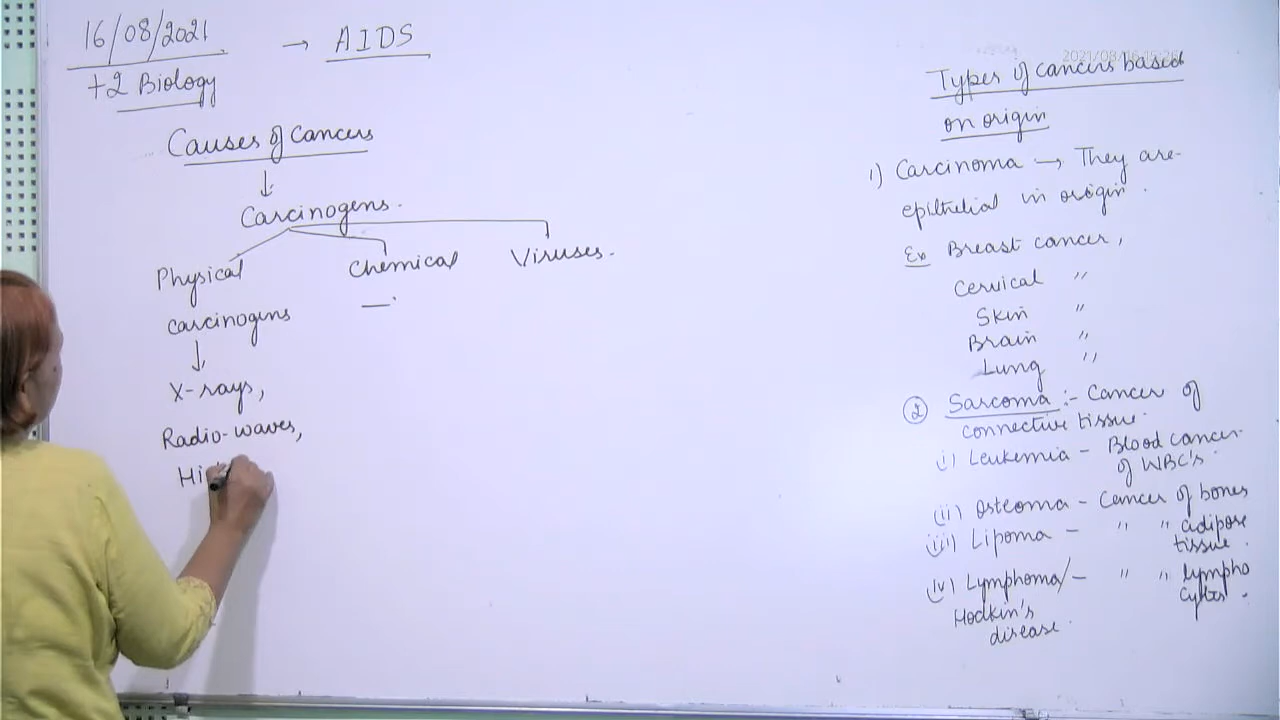 16/08/2021
→ AIDS
+2 Biology
Causes of Cancers
↓
Carcinogens.
Physical
Chemical
Viruses.
carcinogens
↓
X-rays,
Radio-waves,
Hi
2021/08/16 15:26
Types of cancers based
on origin
1) Carcinoma → They are
epithelial in origin.
Ex Breast cancer,
Cervical "
Skin "
Brain "
Lung "
② Sarcoma :- Cancer of
connective tissue.
i) Leukemia - Blood cancer
of WBC's.
(ii) Osteoma - Cancer of bones
(iii) Lipoma - " " adipose
tissue.
(iv) Lymphoma/ - " " lympho
Hodkin's
cytes.
disease.